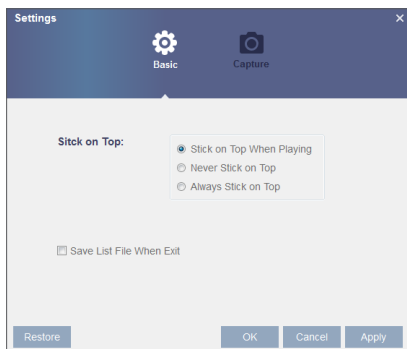 Settings
Basic
Capture
Sitck on Top:
Stick on Top When Playing
Never Stick on Top
Always Stick on Top
Save List File When Exit
Restore
OK
Cancel
Apply